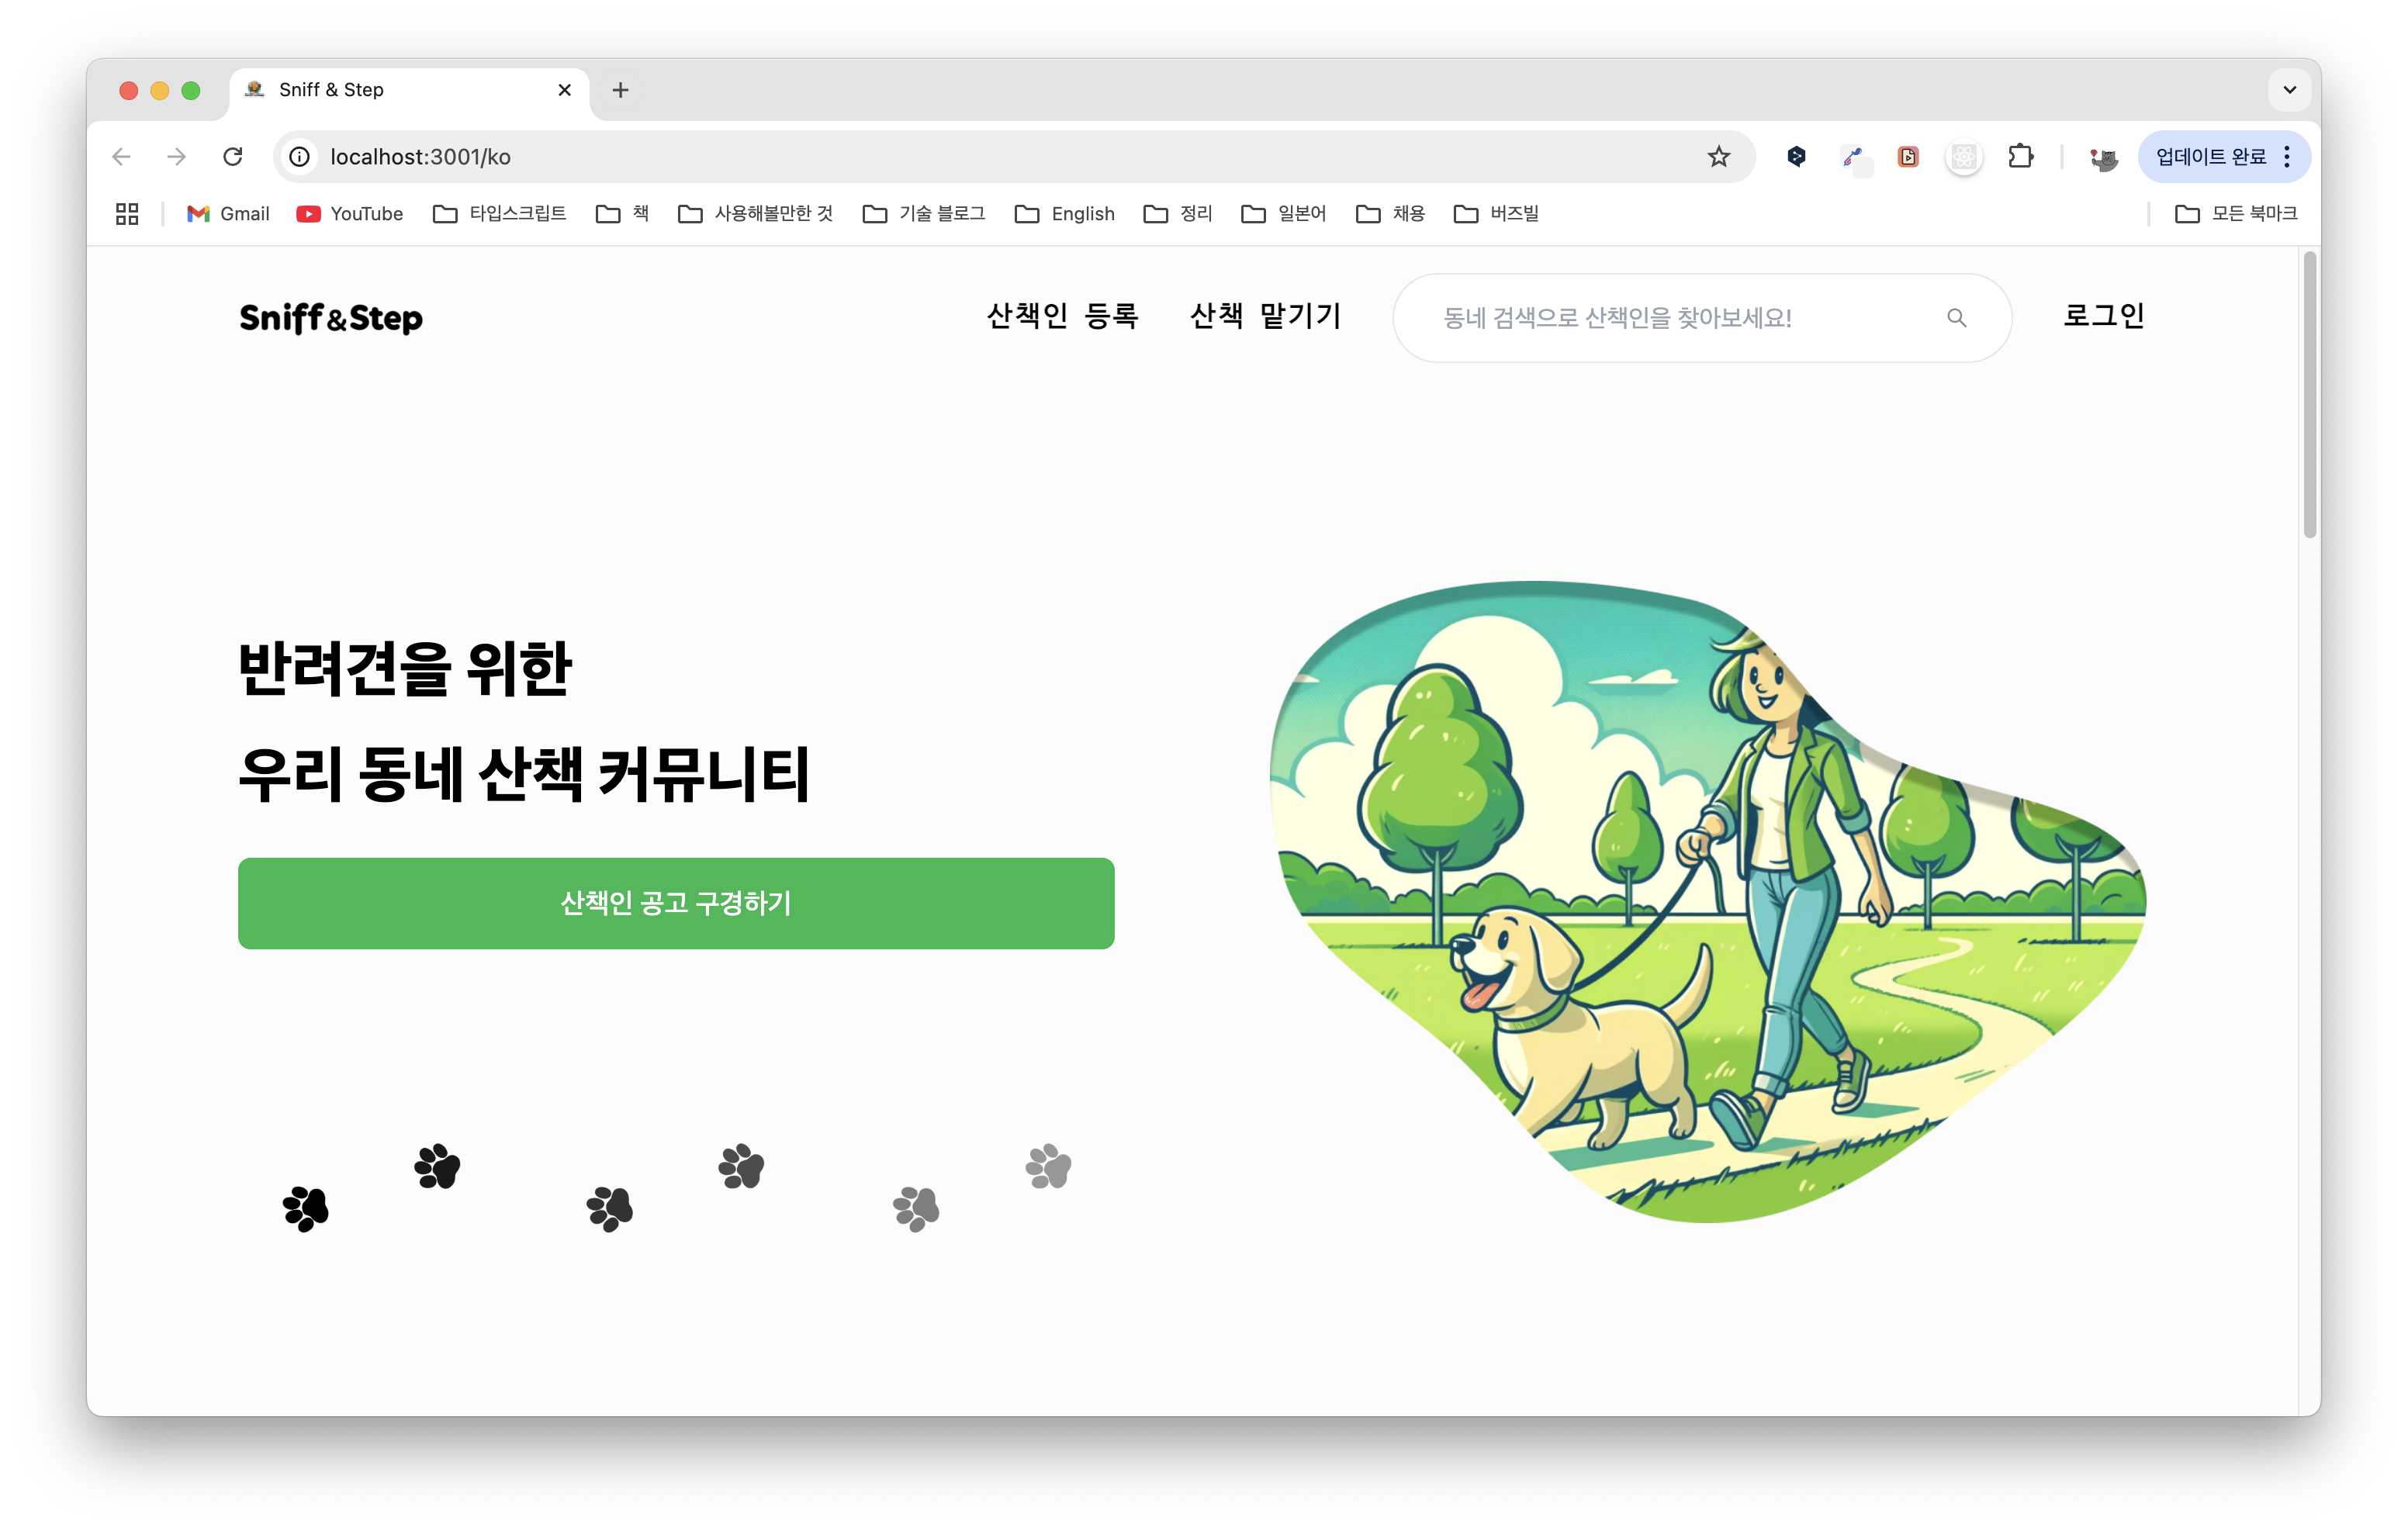 Sniff & Step
localhost:3001/ko
업데이트 완료
Gmail YouTube 타입스크립트 책 사용해볼만한 것 기술 블로그 English 정리 일본어 채용 버즈빌 모든 북마크
Sniff&Step 산책인 등록 산책 맡기기 동네 검색으로 산책인을 찾아보세요! 로그인
반려견을 위한
우리 동네 산책 커뮤니티
산책인 공고 구경하기